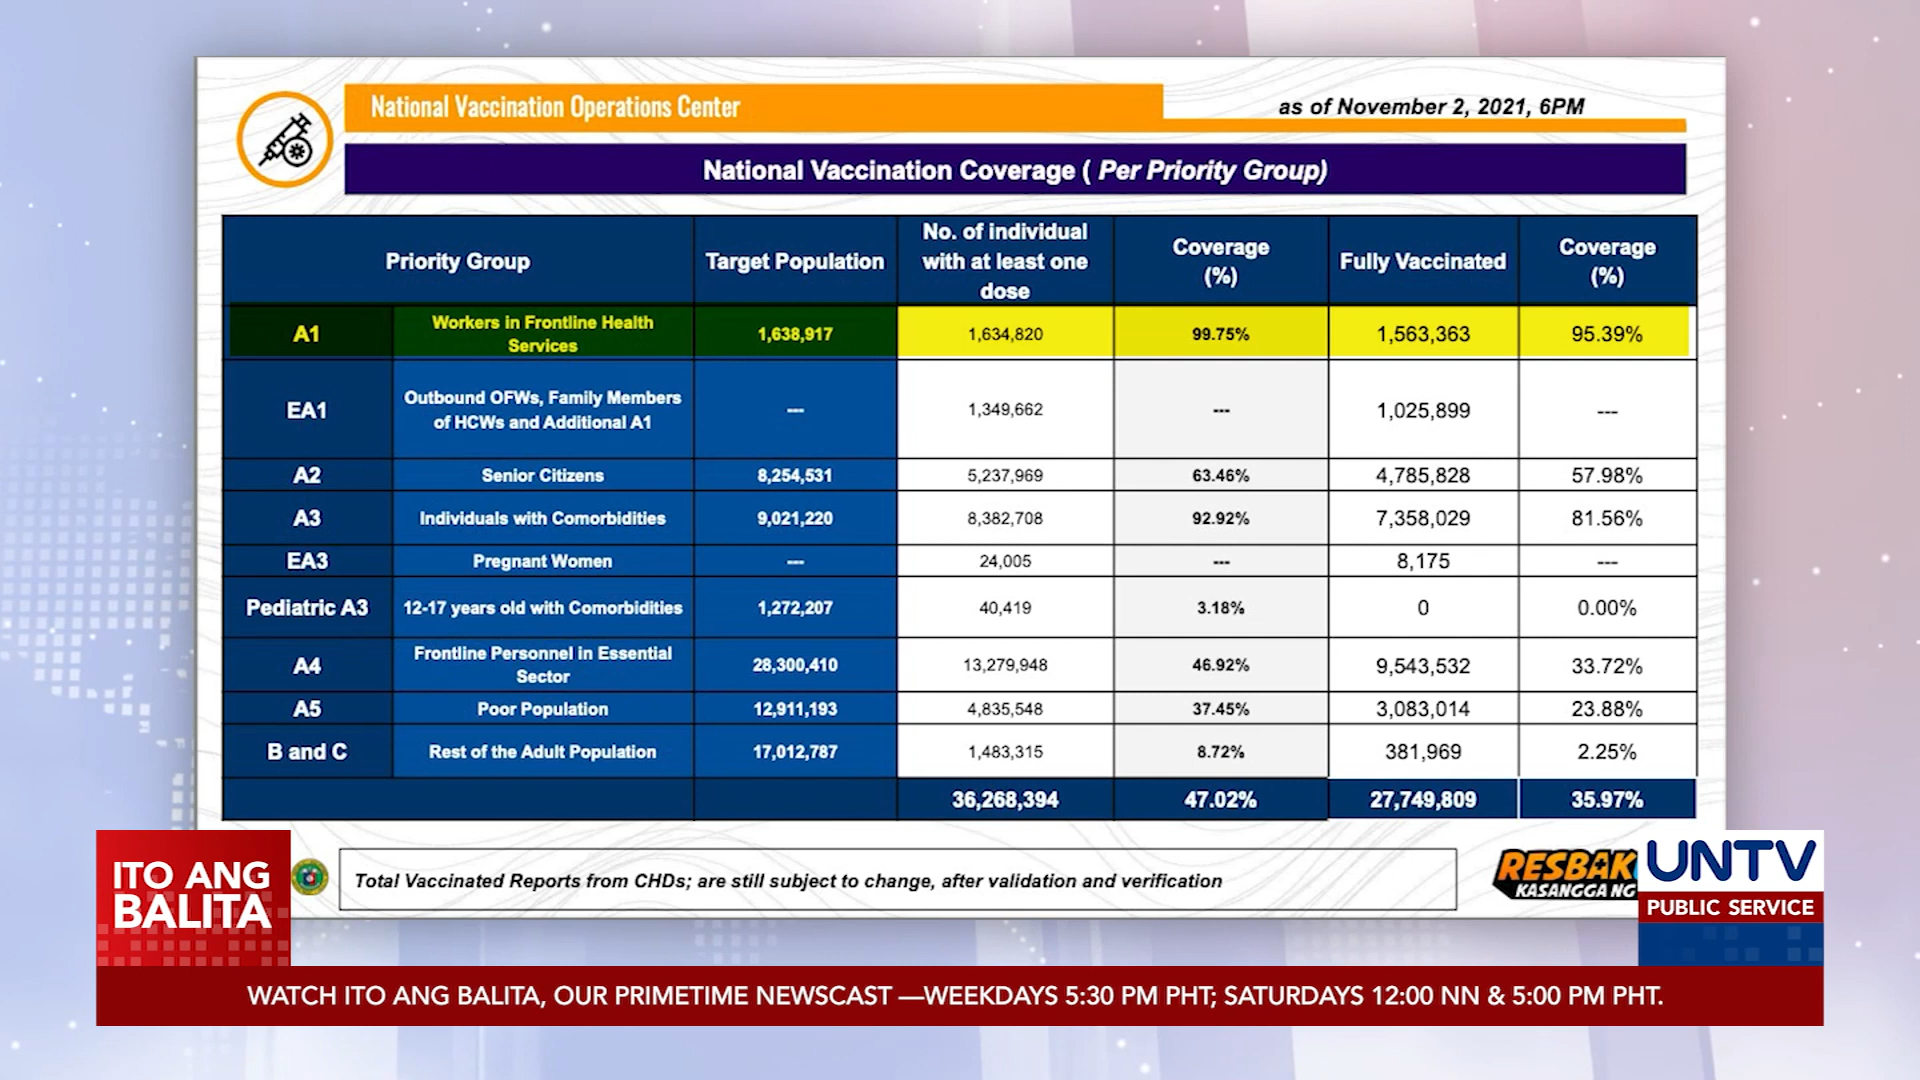 National Vaccination Operations Center
as of November 2, 2021, 6PM
National Vaccination Coverage ( Per Priority Group)
Priority Group
Target Population
No. of individual
with at least one
dose
Coverage
(%)
Fully Vaccinated
Coverage
(%)
A1
Workers in Frontline Health
Services
1,638,917
1,634,820
99.75%
1,563,363
95.39%
EA1
Outbound OFWs, Family Members
of HCWs and Additional A1
---
1,349,662
---
1,025,899
---
A2
Senior Citizens
8,254,531
5,237,969
63.46%
4,785,828
57.98%
A3
Individuals with Comorbidities
9,021,220
8,382,708
92.92%
7,358,029
81.56%
EA3
Pregnant Women
---
24,005
---
8,175
---
Pediatric A3
12-17 years old with Comorbidities
1,272,207
40,419
3.18%
0
0.00%
A4
Frontline Personnel in Essential
Sector
28,300,410
13,279,948
46.92%
9,543,532
33.72%
A5
Poor Population
12,911,193
4,835,548
37.45%
3,083,014
23.88%
B and C
Rest of the Adult Population
17,012,787
1,483,315
8.72%
381,969
2.25%
36,268,394
47.02%
27,749,809
35.97%
Total Vaccinated Reports from CHDs; are still subject to change, after validation and verification
RESBAK
KASANGGA NG
ITO ANG
BALITA
UNTV
PUBLIC SERVICE
WATCH ITO ANG BALITA, OUR PRIMETIME NEWSCAST —WEEKDAYS 5:30 PM PHT; SATURDAYS 12:00 NN & 5:00 PM PHT.